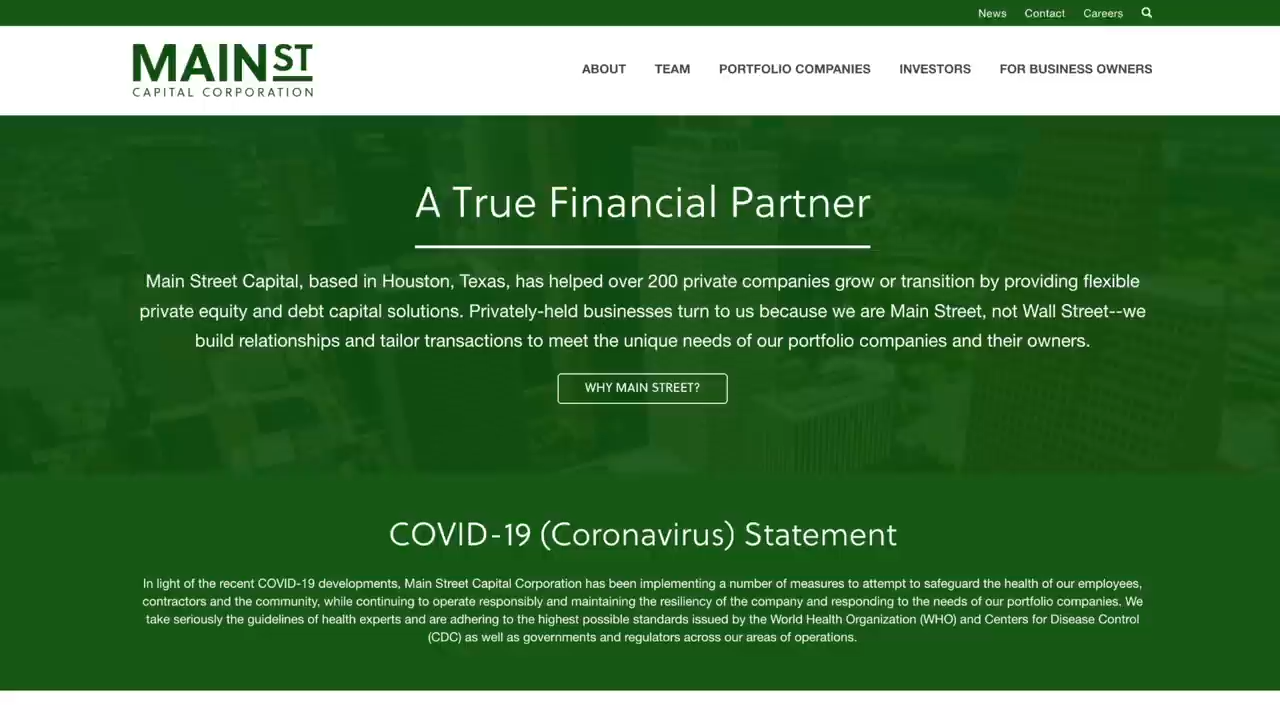 News Contact Careers
MAIN ST
CAPITAL CORPORATION
ABOUT TEAM PORTFOLIO COMPANIES INVESTORS FOR BUSINESS OWNERS
A True Financial Partner
Main Street Capital, based in Houston, Texas, has helped over 200 private companies grow or transition by providing flexible
private equity and debt capital solutions. Privately-held businesses turn to us because we are Main Street, not Wall Street--we
build relationships and tailor transactions to meet the unique needs of our portfolio companies and their owners.
WHY MAIN STREET?
COVID-19 (Coronavirus) Statement
In light of the recent COVID-19 developments, Main Street Capital Corporation has been implementing a number of measures to attempt to safeguard the health of our employees,
contractors and the community, while continuing to operate responsibly and maintaining the resiliency of the company and responding to the needs of our portfolio companies. We
take seriously the guidelines of health experts and are adhering to the highest possible standards issued by the World Health Organization (WHO) and Centers for Disease Control
(CDC) as well as governments and regulators across our areas of operations.